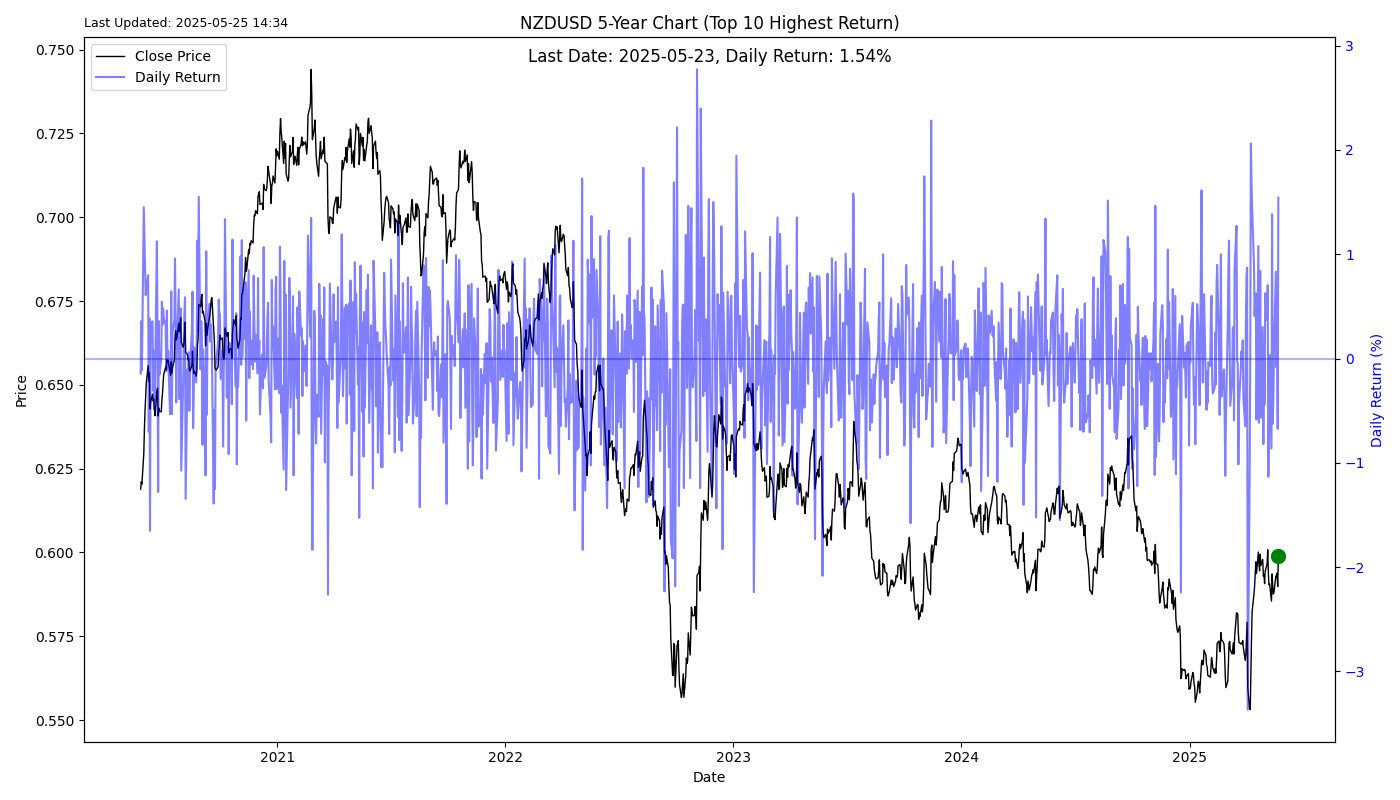 Last Updated: 2025-05-25 14:34
NZDUSD 5-Year Chart (Top 10 Highest Return)
Last Date: 2025-05-23, Daily Return: 1.54%
Close Price
Daily Return
0.750
0.725
0.700
0.675
0.650
0.625
0.600
0.575
0.550
Price
3
2
1
0
−1
−2
−3
Daily Return (%)
2021
2022
2023
2024
2025
Date